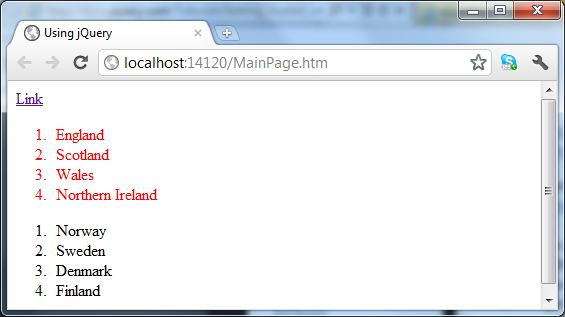 Using jQuery
localhost:14120/MainPage.htm
Link
1. England
2. Scotland
3. Wales
4. Northern Ireland
1. Norway
2. Sweden
3. Denmark
4. Finland